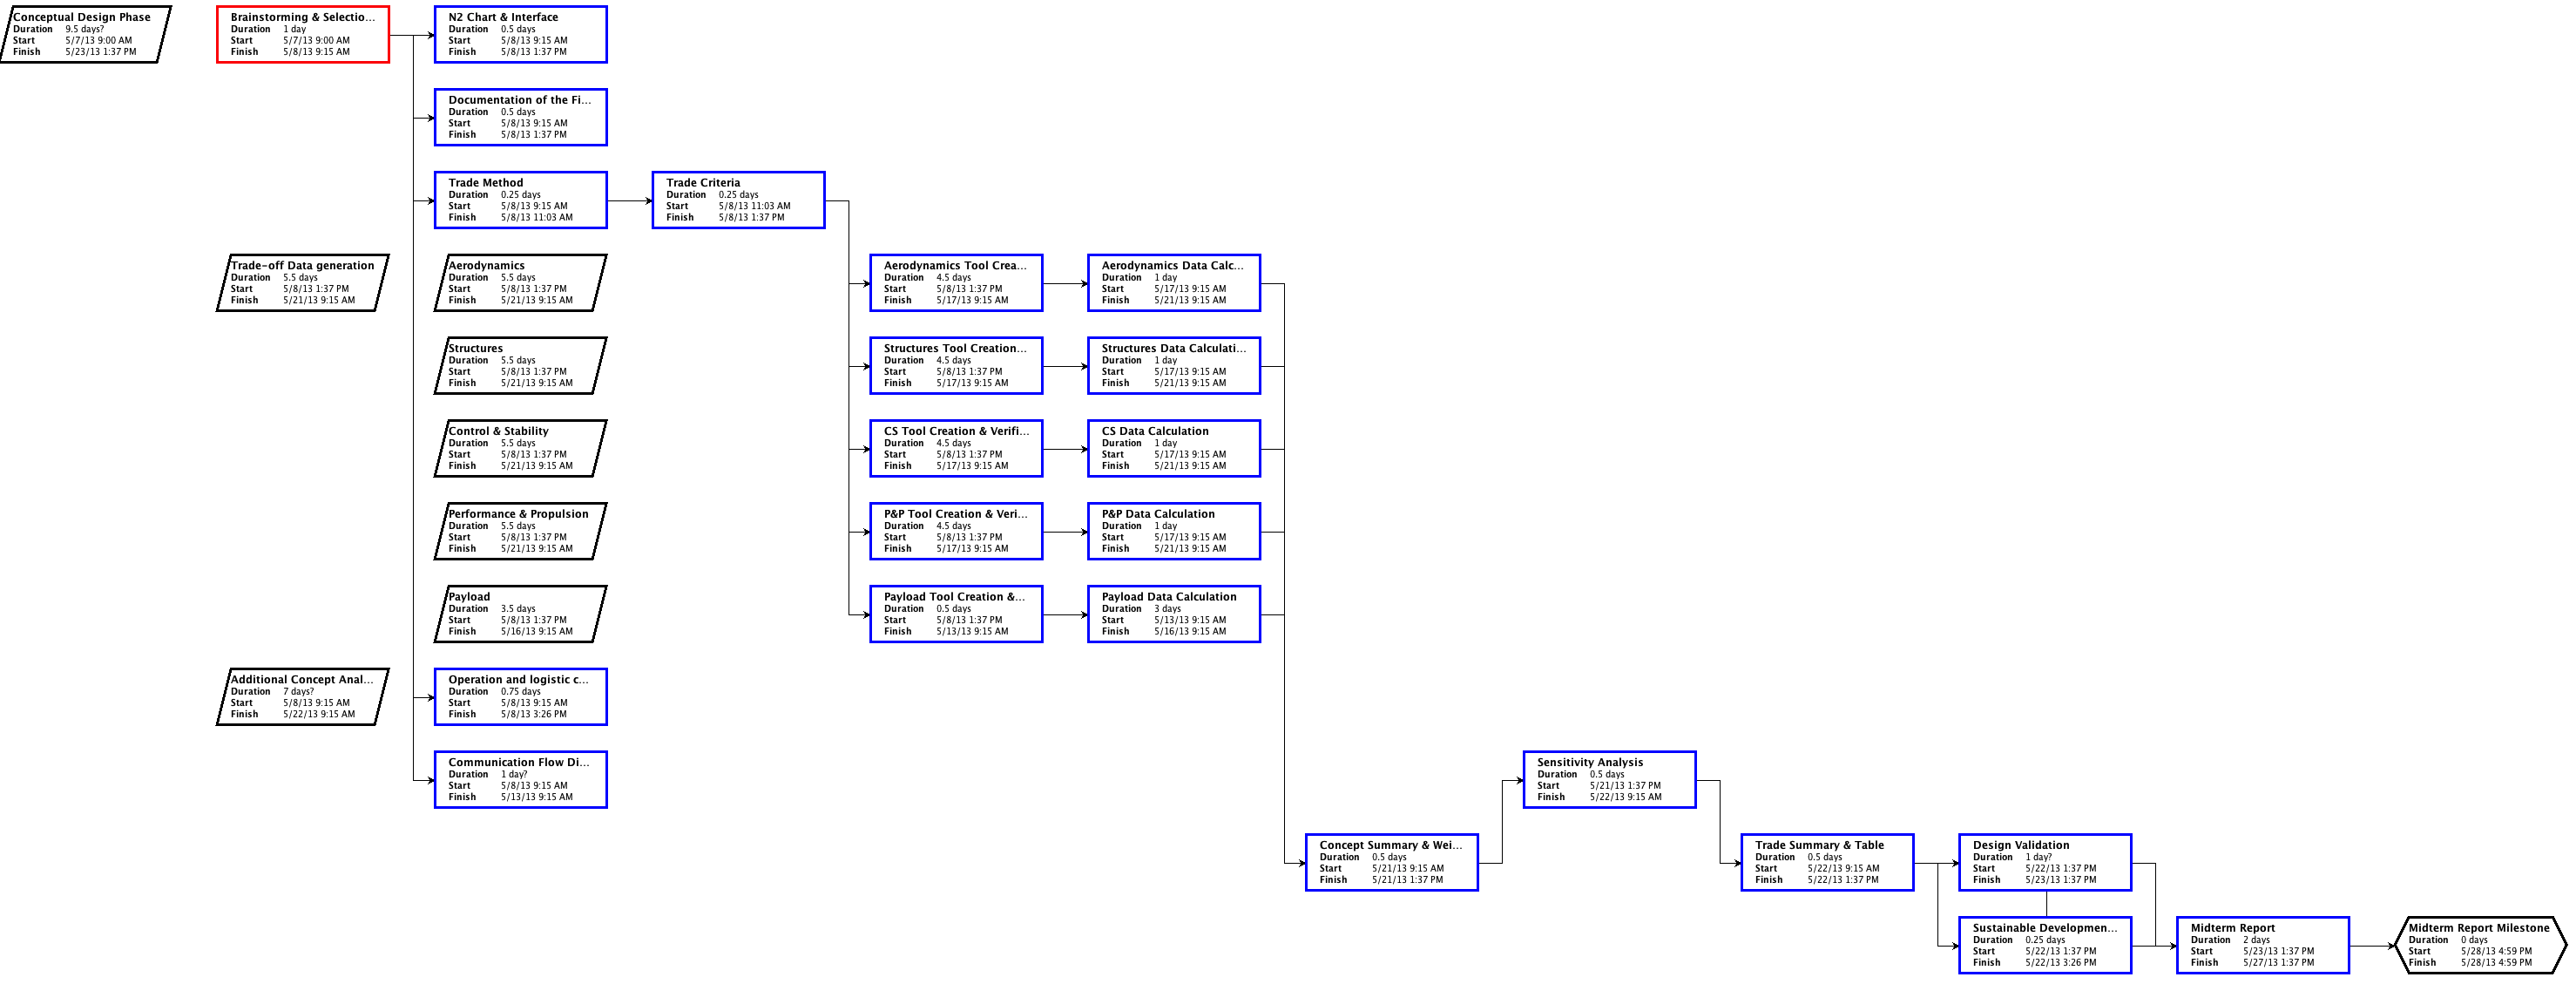 Conceptual Design Phase
Duration 9.5 days?
Start 5/7/13 9:00 AM
Finish 5/23/13 1:37 PM
Brainstorming & Selectio...
Duration 1 day
Start 5/7/13 9:00 AM
Finish 5/8/13 9:15 AM
N2 Chart & Interface
Duration 0.5 days
Start 5/8/13 9:15 AM
Finish 5/8/13 1:37 PM
Documentation of the Fi...
Duration 0.5 days
Start 5/8/13 9:15 AM
Finish 5/8/13 1:37 PM
Trade Method
Duration 0.25 days
Start 5/8/13 9:15 AM
Finish 5/8/13 11:03 AM
Trade Criteria
Duration 0.25 days
Start 5/8/13 11:03 AM
Finish 5/8/13 1:37 PM
Trade-off Data generation
Duration 5.5 days
Start 5/8/13 1:37 PM
Finish 5/21/13 9:15 AM
Aerodynamics
Duration 5.5 days
Start 5/8/13 1:37 PM
Finish 5/21/13 9:15 AM
Aerodynamics Tool Crea...
Duration 4.5 days
Start 5/8/13 1:37 PM
Finish 5/17/13 9:15 AM
Aerodynamics Data Calc...
Duration 1 day
Start 5/17/13 9:15 AM
Finish 5/21/13 9:15 AM
Structures
Duration 5.5 days
Start 5/8/13 1:37 PM
Finish 5/21/13 9:15 AM
Structures Tool Creation...
Duration 4.5 days
Start 5/8/13 1:37 PM
Finish 5/17/13 9:15 AM
Structures Data Calculati...
Duration 1 day
Start 5/17/13 9:15 AM
Finish 5/21/13 9:15 AM
Control & Stability
Duration 5.5 days
Start 5/8/13 1:37 PM
Finish 5/21/13 9:15 AM
CS Tool Creation & Verifi...
Duration 4.5 days
Start 5/8/13 1:37 PM
Finish 5/17/13 9:15 AM
CS Data Calculation
Duration 1 day
Start 5/17/13 9:15 AM
Finish 5/21/13 9:15 AM
Performance & Propulsion
Duration 5.5 days
Start 5/8/13 1:37 PM
Finish 5/21/13 9:15 AM
P&P Tool Creation & Veri...
Duration 4.5 days
Start 5/8/13 1:37 PM
Finish 5/17/13 9:15 AM
P&P Data Calculation
Duration 1 day
Start 5/17/13 9:15 AM
Finish 5/21/13 9:15 AM
Payload
Duration 3.5 days
Start 5/8/13 1:37 PM
Finish 5/16/13 9:15 AM
Payload Tool Creation &...
Duration 0.5 days
Start 5/8/13 1:37 PM
Finish 5/13/13 9:15 AM
Payload Data Calculation
Duration 3 days
Start 5/13/13 9:15 AM
Finish 5/16/13 9:15 AM
Additional Concept Anal...
Duration 7 days?
Start 5/8/13 9:15 AM
Finish 5/22/13 9:15 AM
Operation and logistic c...
Duration 0.75 days
Start 5/8/13 9:15 AM
Finish 5/8/13 3:26 PM
Communication Flow Di...
Duration 1 day?
Start 5/8/13 9:15 AM
Finish 5/13/13 9:15 AM
Sensitivity Analysis
Duration 0.5 days
Start 5/21/13 1:37 PM
Finish 5/22/13 9:15 AM
Concept Summary & Wei...
Duration 0.5 days
Start 5/21/13 9:15 AM
Finish 5/21/13 1:37 PM
Trade Summary & Table
Duration 0.5 days
Start 5/22/13 9:15 AM
Finish 5/22/13 1:37 PM
Design Validation
Duration 1 day?
Start 5/22/13 1:37 PM
Finish 5/23/13 1:37 PM
Sustainable Developmen...
Duration 0.25 days
Start 5/22/13 1:37 PM
Finish 5/22/13 3:26 PM
Midterm Report
Duration 2 days
Start 5/23/13 1:37 PM
Finish 5/27/13 1:37 PM
Midterm Report Milestone
Duration 0 days
Start 5/28/13 4:59 PM
Finish 5/28/13 4:59 PM